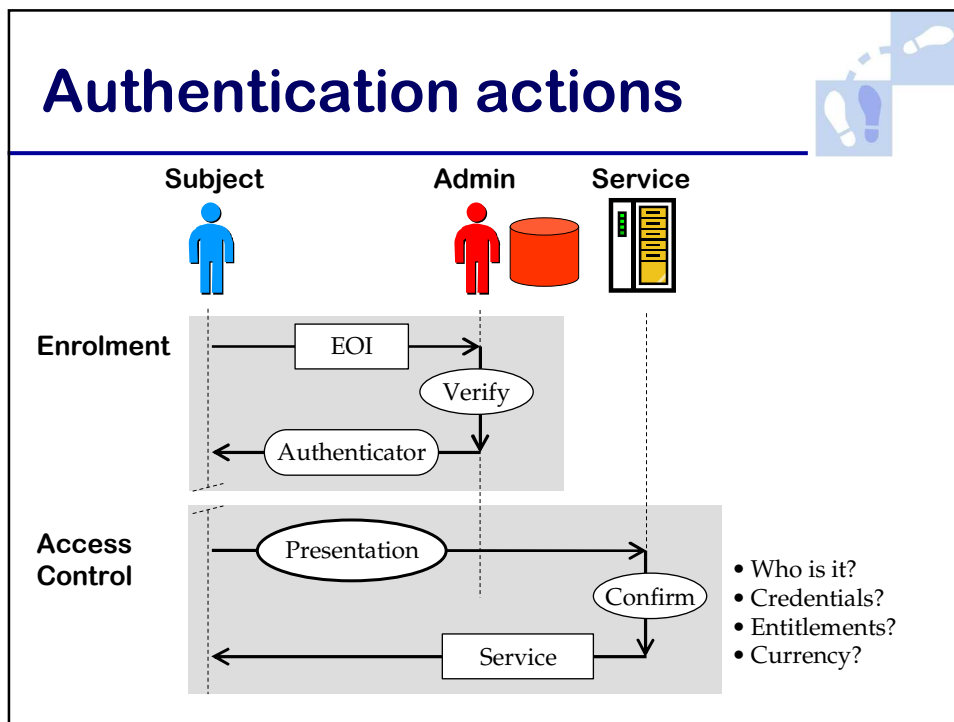 Authentication actions
Subject
Admin
Service
Enrolment
EOI
Verify
Authenticator
Access
Control
Presentation
Confirm
Service
• Who is it?
• Credentials?
• Entitlements?
• Currency?